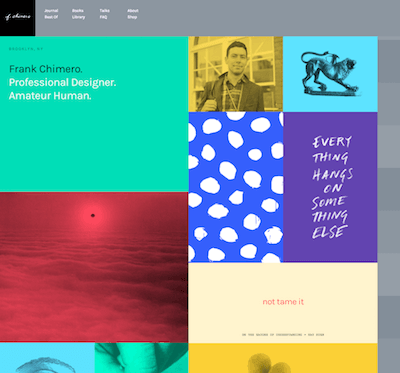 f. chimero
Journal
Books
Talks
About
Best Of
Library
FAQ
Shop
BROOKLYN, NY
Frank Chimero.
Professional Designer.
Amateur Human.
EVERY
THING
HANGS
ON
SOME
THING
ELSE
not tame it